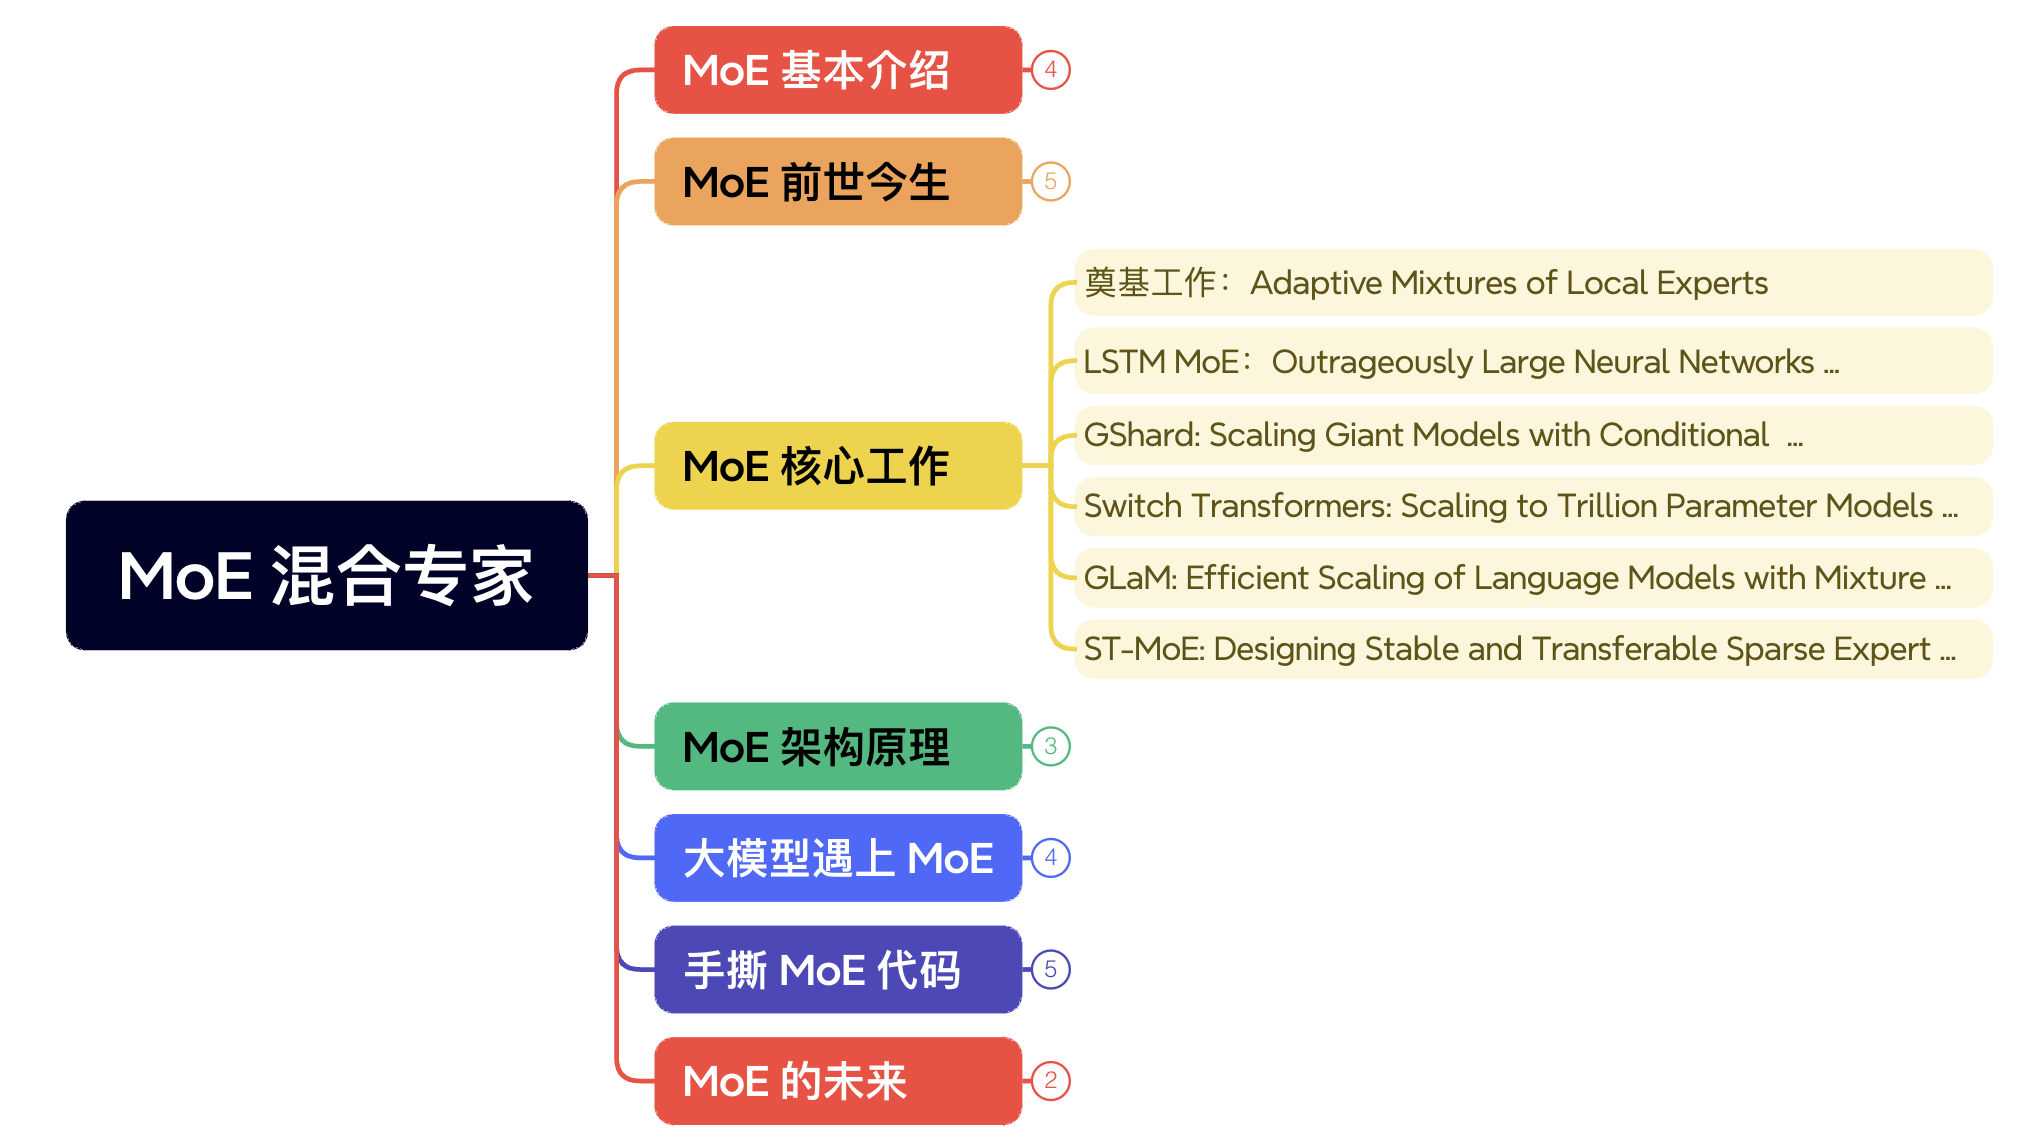 MoE 混合专家
MoE 基本介绍
4
MoE 前世今生
5
MoE 核心工作
奠基工作：Adaptive Mixtures of Local Experts
LSTM MoE：Outrageously Large Neural Networks ...
GShard: Scaling Giant Models with Conditional ...
Switch Transformers: Scaling to Trillion Parameter Models ...
GLaM: Efficient Scaling of Language Models with Mixture ...
ST-MoE: Designing Stable and Transferable Sparse Expert ...
MoE 架构原理
3
大模型遇上 MoE
4
手撕 MoE 代码
5
MoE 的未来
2